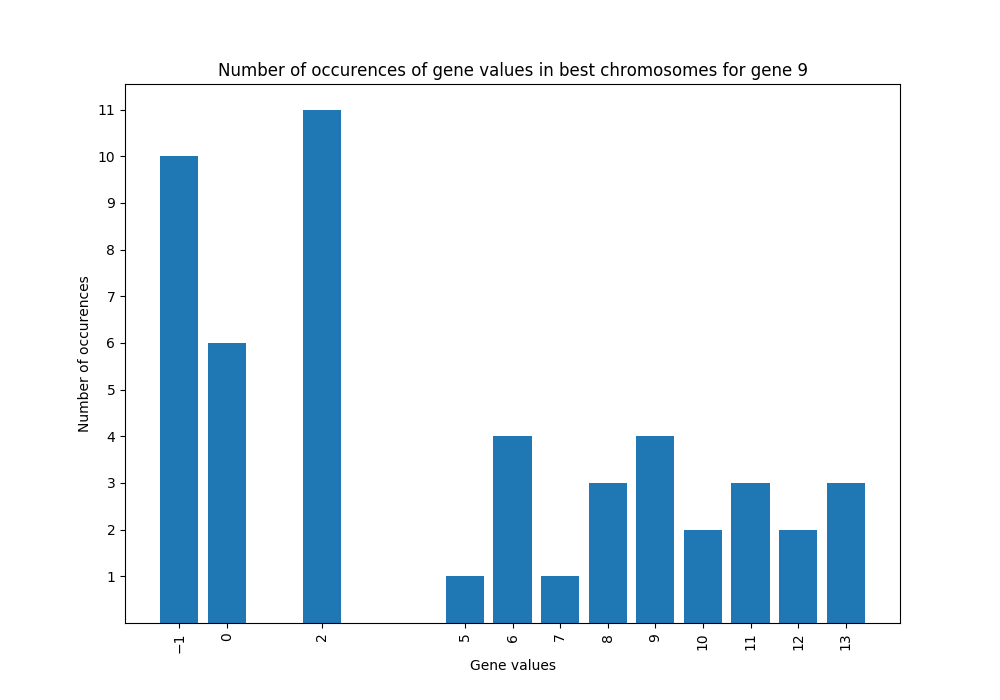 Number of occurences of gene values in best chromosomes for gene 9
11
10
9
8
7
6
5
4
3
2
1
Number of occurences
−1 0 2 5 6 7 8 9 10 11 12 13
Gene values